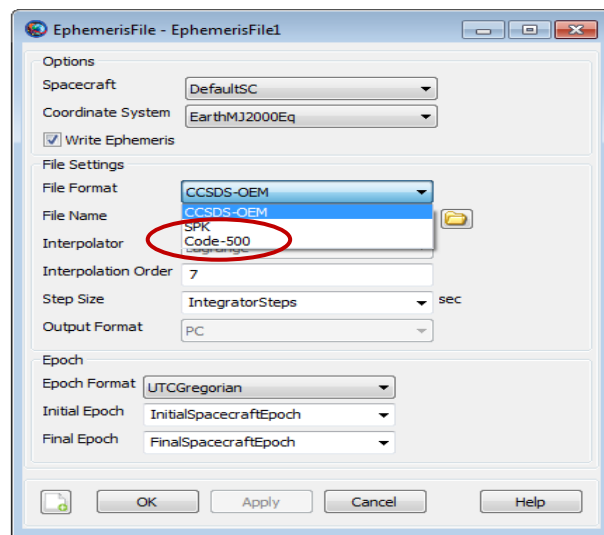 EphemerisFile - EphemerisFile1
Options
Spacecraft DefaultSC
Coordinate System EarthMJ2000Eq
Write Ephemeris
File Settings
File Format CCSDS-OEM
CCSDS-OEM
File Name
SPK
Code-500
Interpolator Lagrange
Interpolation Order 7
Step Size IntegratorSteps sec
Output Format PC
Epoch
Epoch Format UTCGregorian
Initial Epoch InitialSpacecraftEpoch
Final Epoch FinalSpacecraftEpoch
OK Apply Cancel Help